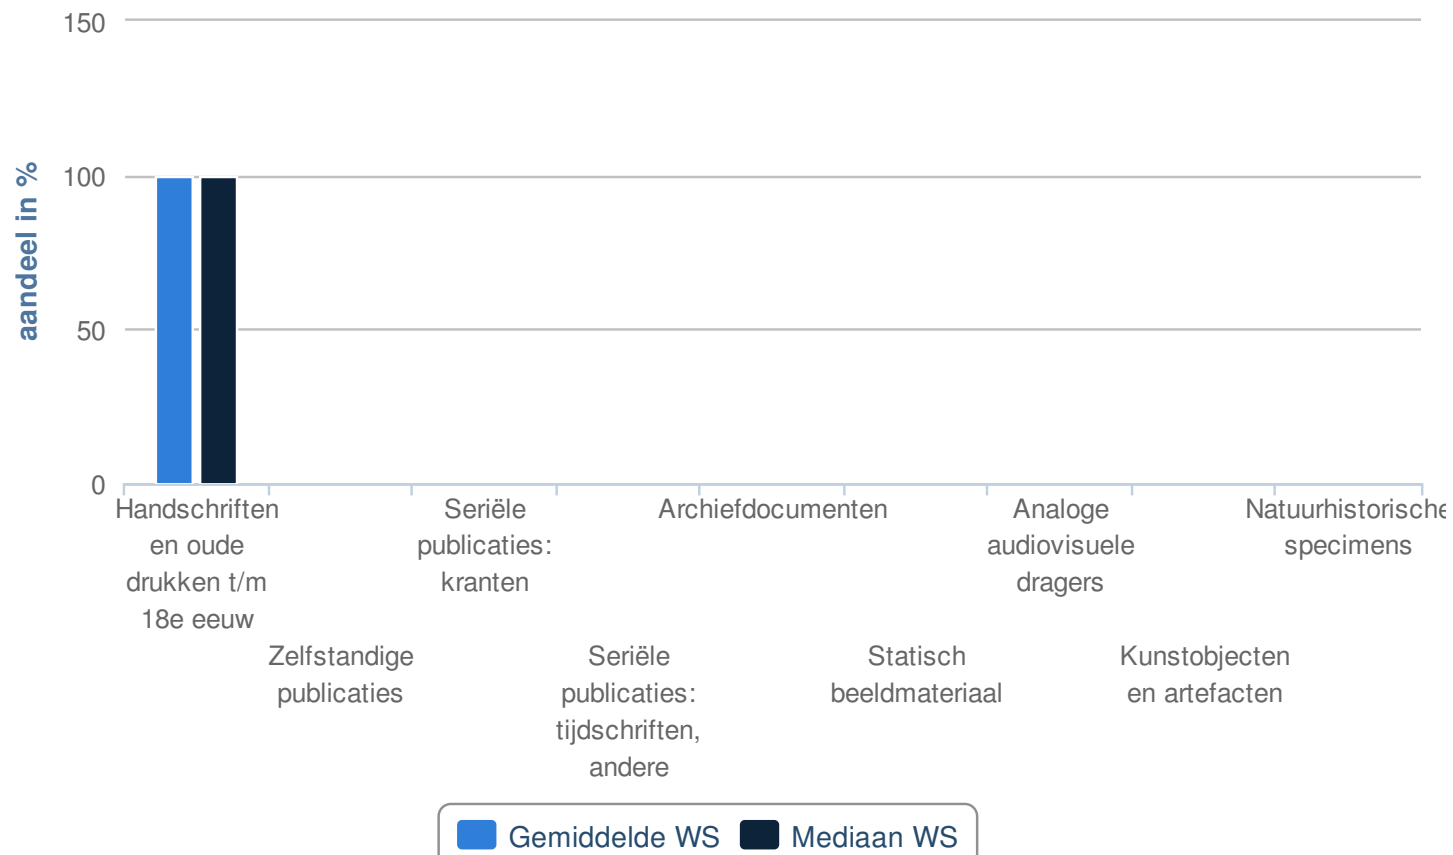 150
100
50
0
aandeel in %
Handschriften
en oude
drukken t/m
18e eeuw
Zelfstandige
publicaties
Seriële
publicaties:
kranten
Seriële
publicaties:
tijdschriften,
andere
Archiefdocumenten
Statisch
beeldmateriaal
Analoge
audiovisuele
dragers
Kunstobjecten
en artefacten
Natuurhistorische
specimens
Gemiddelde WS
Mediaan WS